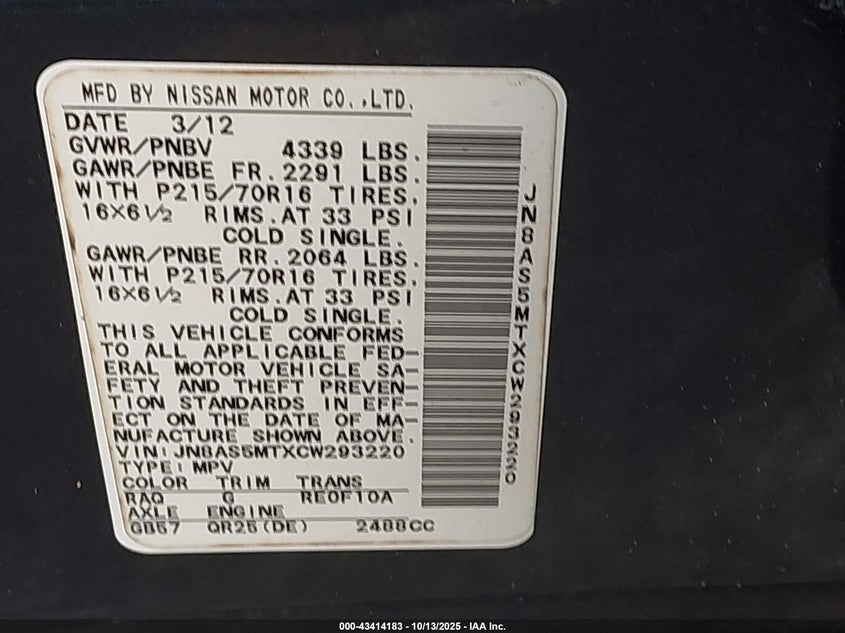 MFD BY NISSAN MOTOR CO.,LTD.
DATE 3/12
GVWR/PNBV 4339 LBS.
GAWR/PNBE FR. 2291 LBS.
WITH P215/70R16 TIRES,
16×6½ RIMS.AT 33 PSI
COLD SINGLE.
GAWR/PNBE RR. 2064 LBS.
WITH P215/70R16 TIRES,
16×6½ RIMS.AT 33 PSI
COLD SINGLE.
THIS VEHICLE CONFORMS
TO ALL APPLICABLE FED-
ERAL MOTOR VEHICLE SA-
FETY AND THEFT PREVEN-
TION STANDARDS IN EFF-
ECT ON THE DATE OF MA-
NUFACTURE SHOWN ABOVE.
VIN:JN8AS5MTXCW293220
TYPE:MPV
COLOR TRIM TRANS
RAQ G RE0F10A
AXLE ENGINE
GB57 QR25(DE) 2488CC
JN8AS5MTXCW293220
000-43414183 - 10/13/2025 - IAA Inc.